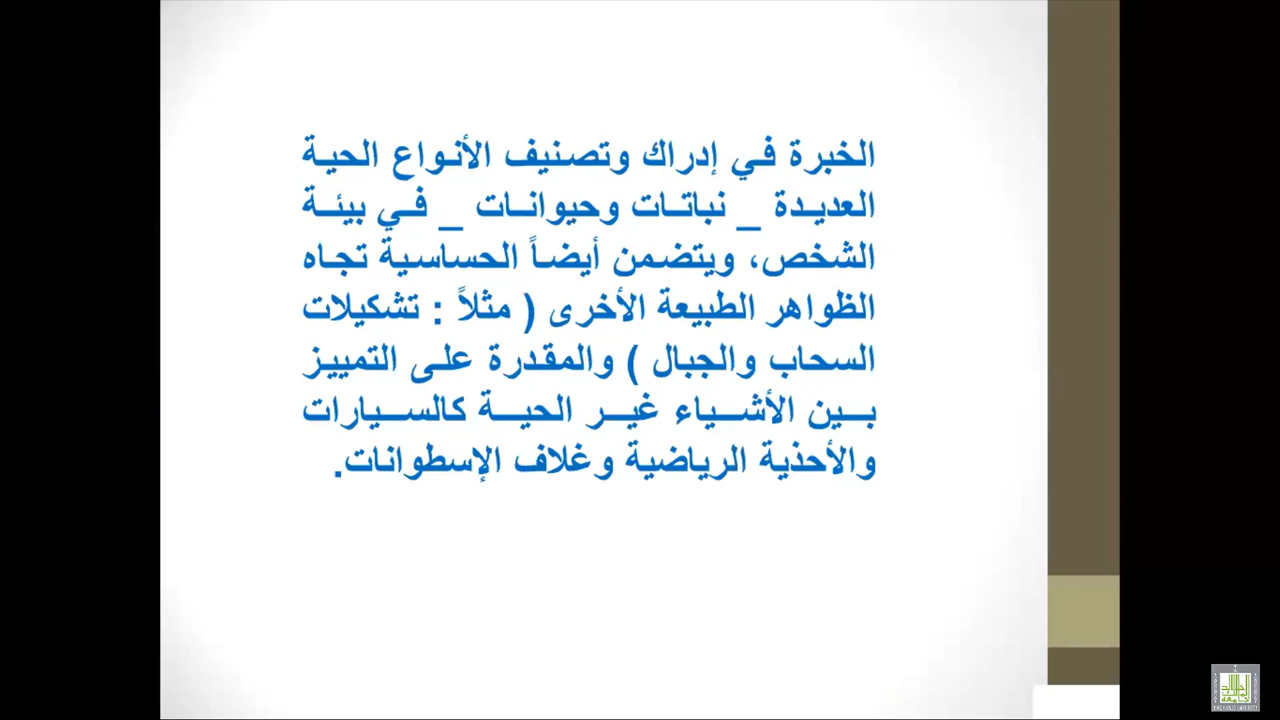 الخبرة في إدراك وتصنيف الأنواع الحية
العديدة _ نباتات وحيوانات _ في بيئة
الشخص، ويتضمن أيضاً الحساسية تجاه
الظواهر الطبيعة الأخرى ( مثلاً : تشكيلات
السحاب والجبال ) والمقدرة على التمييز
بين الأشياء غير الحية كالسيارات
والأحذية الرياضية وغلاف الإسطوانات.